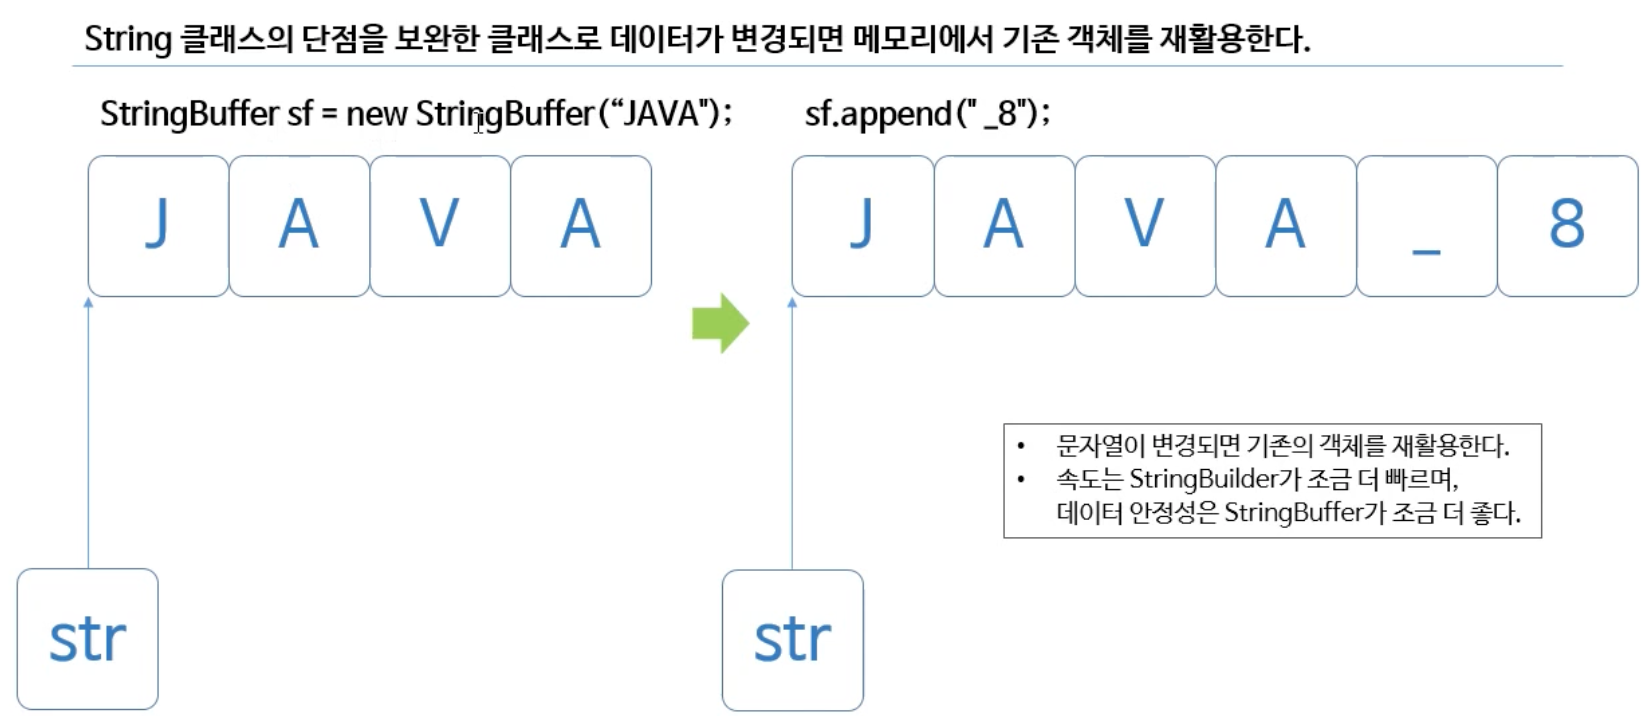 String 클래스의 단점을 보완한 클래스로 데이터가 변경되면 메모리에서 기존 객체를 재활용한다.
StringBuffer sf = new StringBuffer(“JAVA");
sf.append(" _8");
J A V A
J A V A _ 8
• 문자열이 변경되면 기존의 객체를 재활용한다.
• 속도는 StringBuilder가 조금 더 빠르며,
데이터 안정성은 StringBuffer가 조금 더 좋다.
str
str